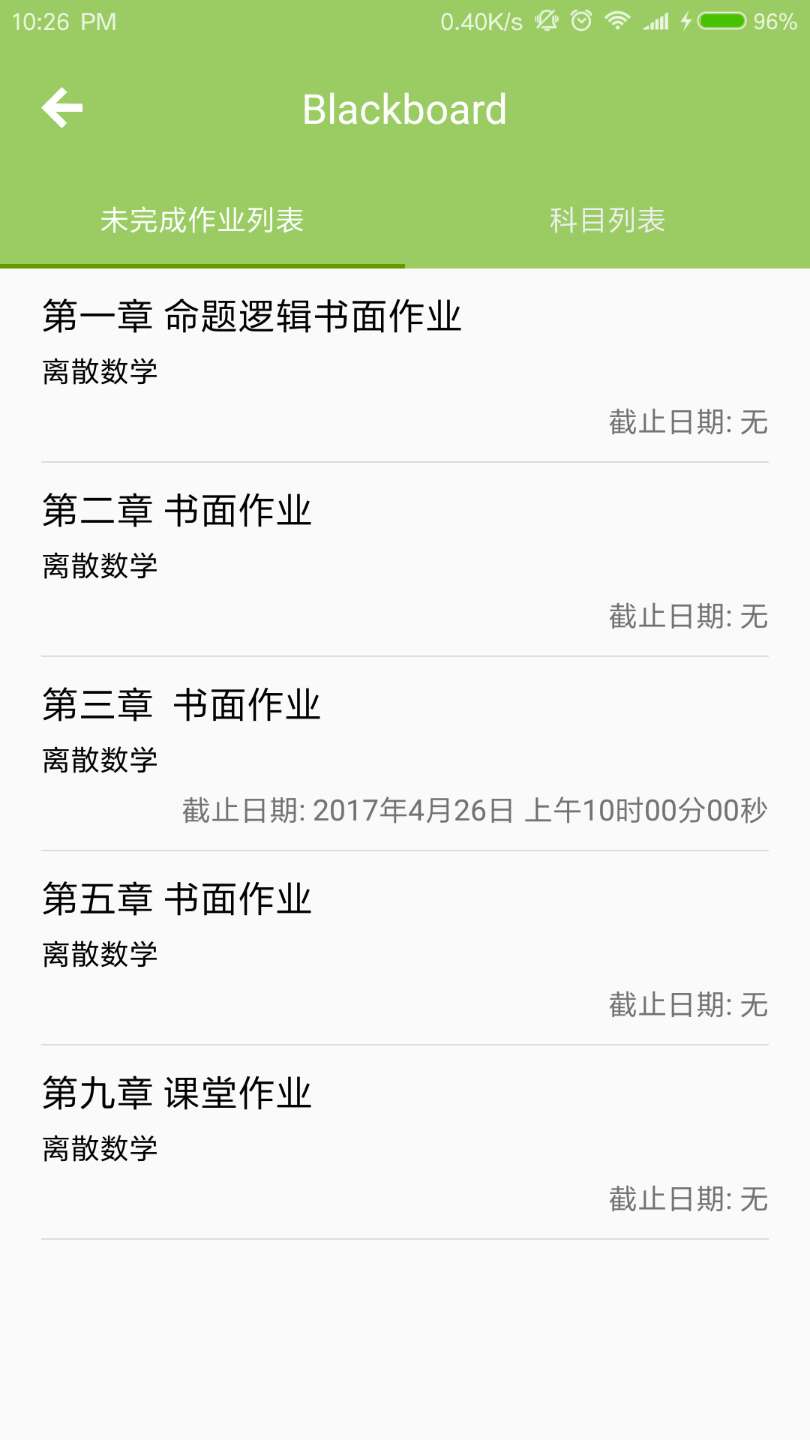 10:26 PM 0.40K/s 96%
Blackboard
未完成作业列表 科目列表
第一章 命题逻辑书面作业
离散数学
截止日期: 无
第二章 书面作业
离散数学
截止日期: 无
第三章  书面作业
离散数学
截止日期: 2017年4月26日 上午10时00分00秒
第五章 书面作业
离散数学
截止日期: 无
第九章 课堂作业
离散数学
截止日期: 无